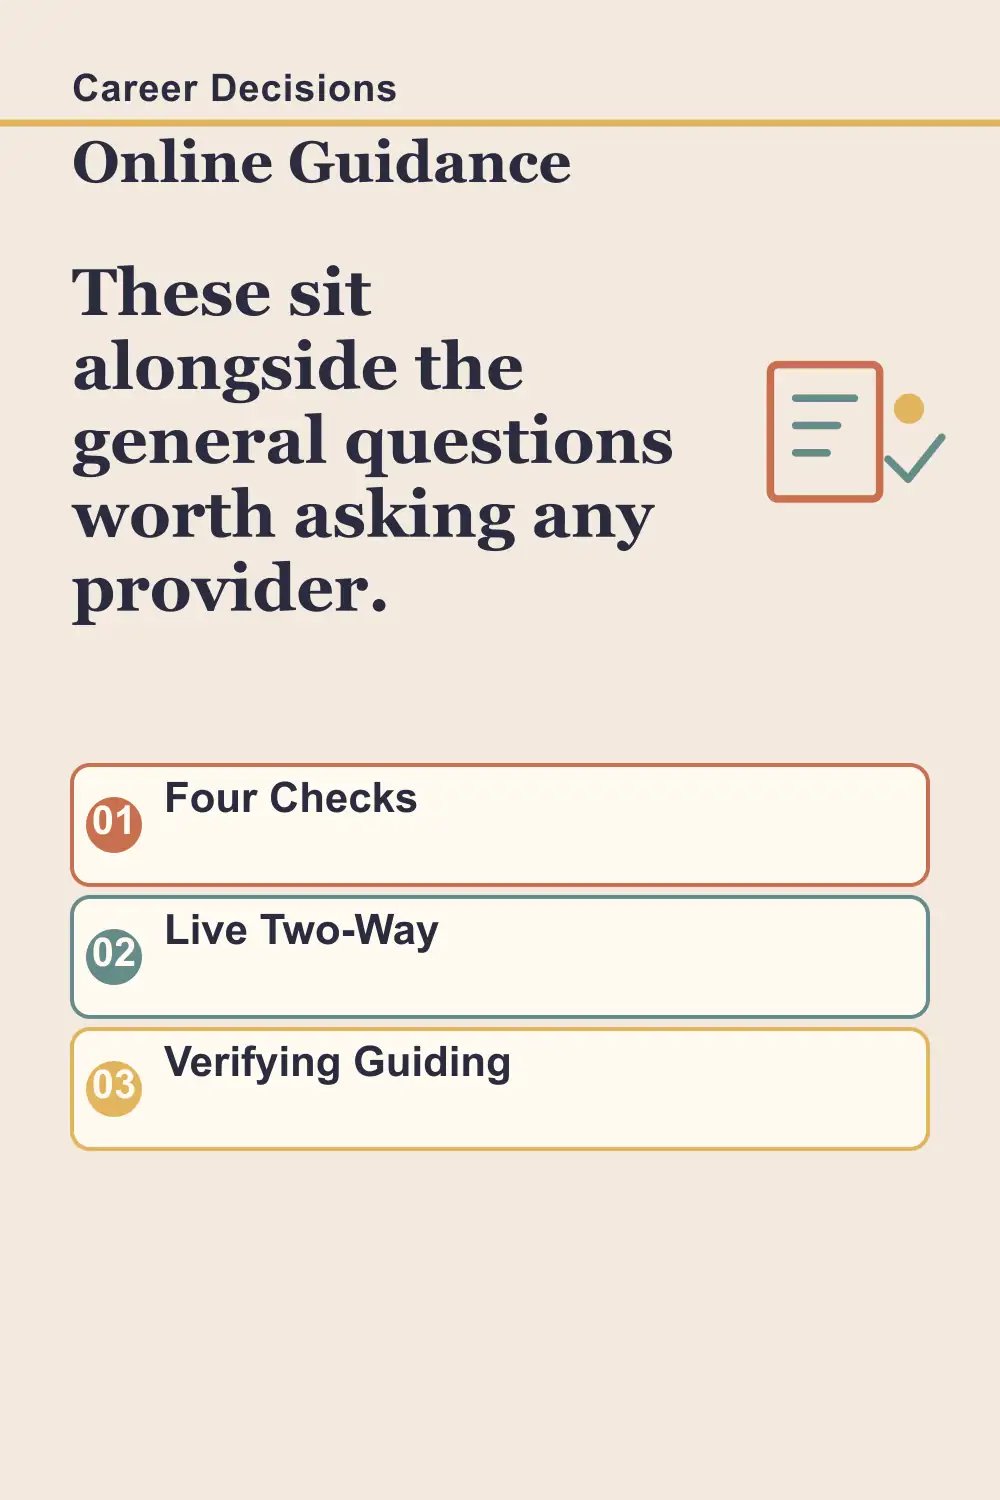 Career Decisions
Online Guidance
These sit
alongside the
general questions
worth asking any
provider.
01
Four Checks
02
Live Two-Way
03
Verifying Guiding